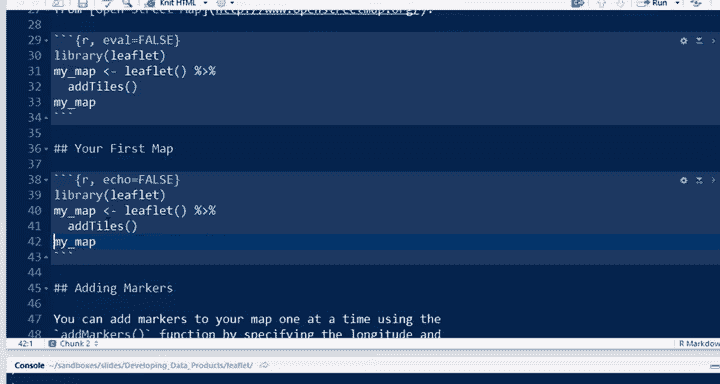 Knit HTML Run
27 from [Open Street Map](http://www.openstreetmap.org/).
28
29 ```{r, eval=FALSE}
30 library(leaflet)
31 my_map <- leaflet() %>%
32 addTiles()
33 my_map
34 ```
35
36 ## Your First Map
37
38 ```{r, echo=FALSE}
39 library(leaflet)
40 my_map <- leaflet() %>%
41 addTiles()
42 my_map
43 ```
44
45 ## Adding Markers
46
47 You can add markers to your map one at a time using the
48 `addMarkers()` function by specifying the longitude and
42:1 Chunk 2 R Markdow
Console ~/sandboxes/slides/Developing_Data_Products/leaflet/